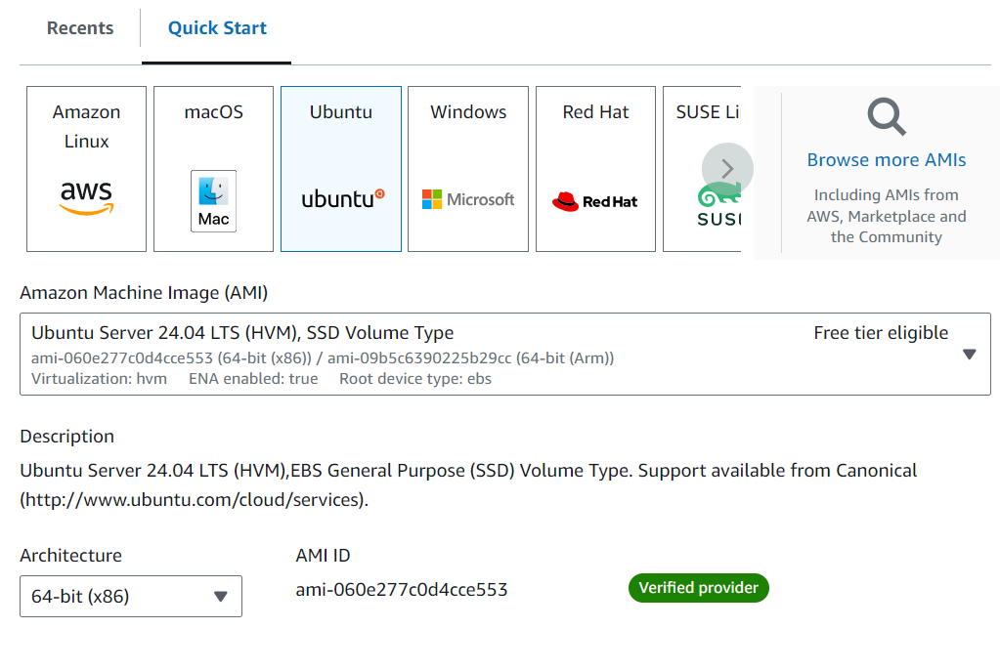 Recents
Quick Start
Amazon
Linux
aws
macOS
Mac
Ubuntu
ubuntu
Windows
Microsoft
Red Hat
Red Hat
SUSE Li
SUSE
Browse more AMIs
Including AMIs from
AWS, Marketplace and
the Community
Amazon Machine Image (AMI)
Ubuntu Server 24.04 LTS (HVM), SSD Volume Type
Free tier eligible
ami-060e277c0d4cce553 (64-bit (x86)) / ami-09b5c6390225b29cc (64-bit (Arm))
Virtualization: hvm ENA enabled: true Root device type: ebs
Description
Ubuntu Server 24.04 LTS (HVM),EBS General Purpose (SSD) Volume Type. Support available from Canonical
(http://www.ubuntu.com/cloud/services).
Architecture
64-bit (x86)
AMI ID
ami-060e277c0d4cce553
Verified provider